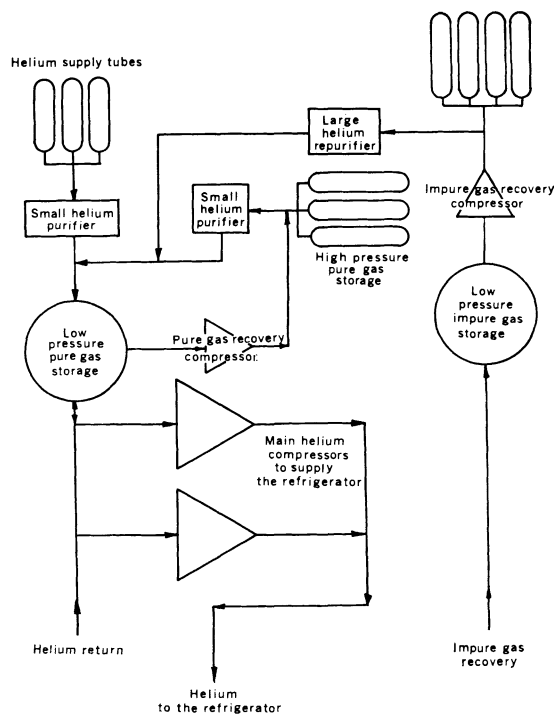 Helium supply tubes
Large
helium
repurifier
Impure gas recovery
compressor
Small helium
purifier
Small
helium
purifier
High pressure
pure gas
storage
Low
pressure
pure gas
storage
Pure gas recovery
compressor.
Low
pressure
impure gas
storage
Main helium
compressors
to supply
the refrigerator
Helium return
Impure gas
recovery
Helium
to the refrigerator